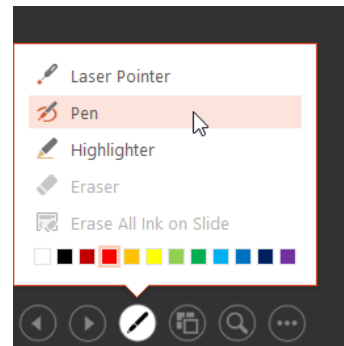 Laser Pointer
Pen
Highlighter
Eraser
Erase All Ink on Slide